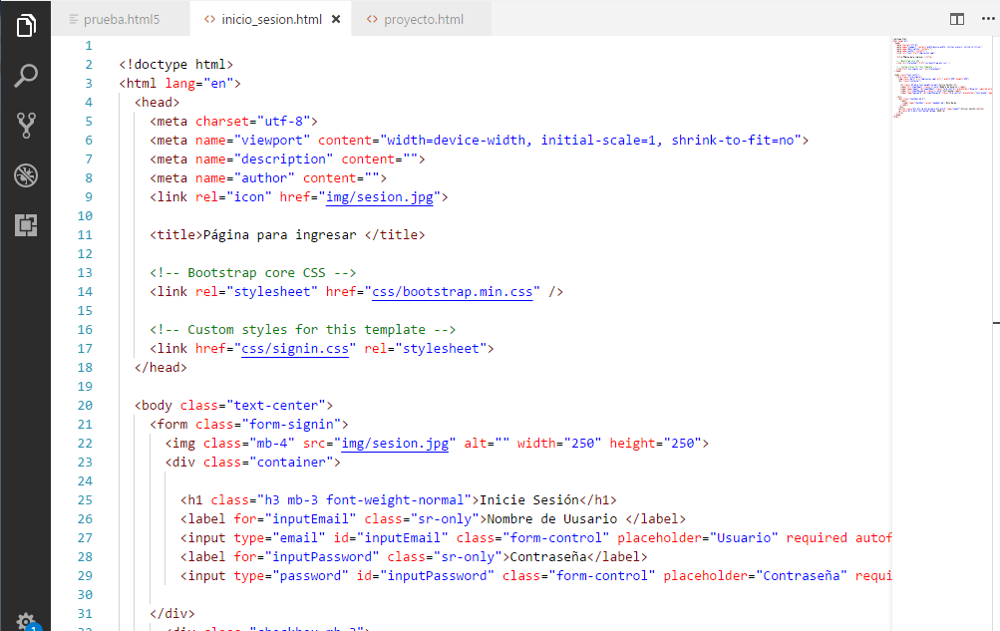 prueba.html5 inicio_sesion.html proyecto.html
1
2 <!doctype html>
3 <html lang="en">
4 <head>
5 <meta charset="utf-8">
6 <meta name="viewport" content="width=device-width, initial-scale=1, shrink-to-fit=no">
7 <meta name="description" content="">
8 <meta name="author" content="">
9 <link rel="icon" href="img/sesion.jpg">
10
11 <title>Página para ingresar </title>
12
13 <!-- Bootstrap core CSS -->
14 <link rel="stylesheet" href="css/bootstrap.min.css" />
15
16 <!-- Custom styles for this template -->
17 <link href="css/signin.css" rel="stylesheet">
18 </head>
19
20 <body class="text-center">
21 <form class="form-signin">
22 <img class="mb-4" src="img/sesion.jpg" alt="" width="250" height="250">
23 <div class="container">
24
25 <h1 class="h3 mb-3 font-weight-normal">Inicie Sesión</h1>
26 <label for="inputEmail" class="sr-only">Nombre de Uusario </label>
27 <input type="email" id="inputEmail" class="form-control" placeholder="Usuario" required autof
28 <label for="inputPassword" class="sr-only">Contraseña</label>
29 <input type="password" id="inputPassword" class="form-control" placeholder="Contraseña" requi
30
31 </div>
32 <div class="checkbox mb-3">
1